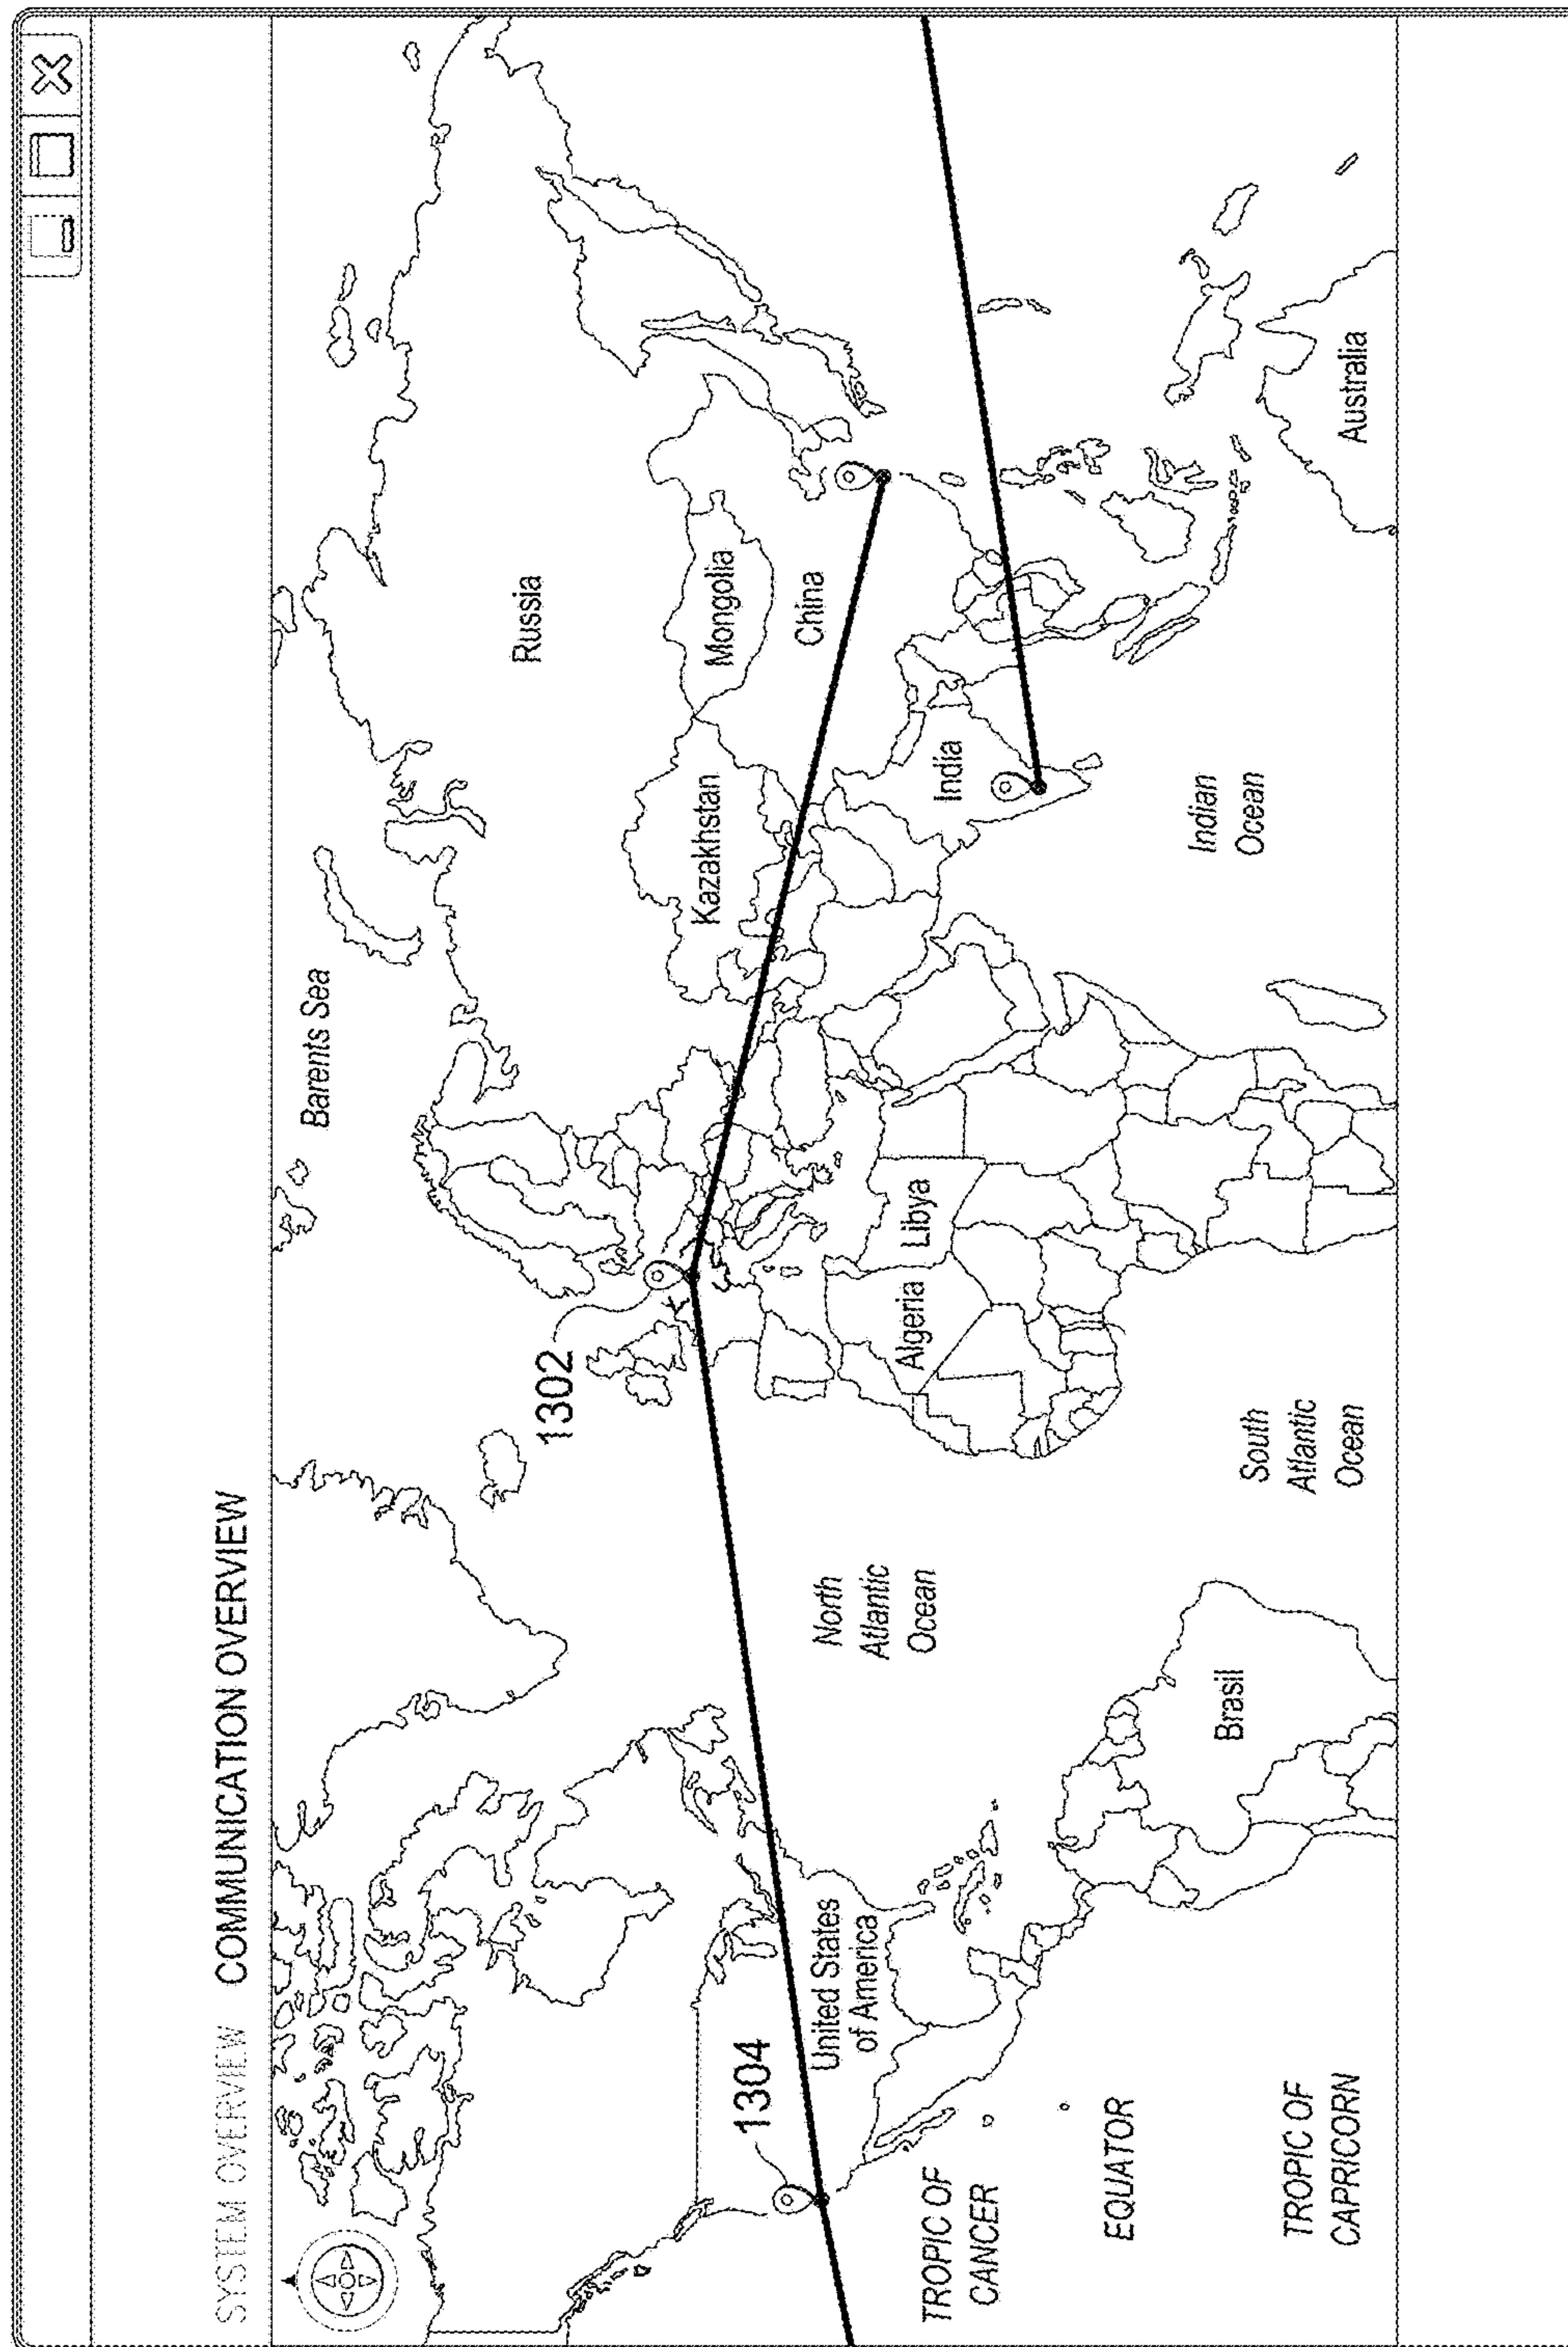 SYSTEM OVERVIEW COMMUNICATION OVERVIEW
Barents Sea
Russia
1302
Kazakhstan
Mongolia
China
1304
United States
of America
North
Atlantic
Ocean
Algeria
Libya
India
TROPIC OF
CANCER
EQUATOR
Brasil
South
Atlantic
Ocean
Indian
Ocean
Australia
TROPIC OF
CAPRICORN